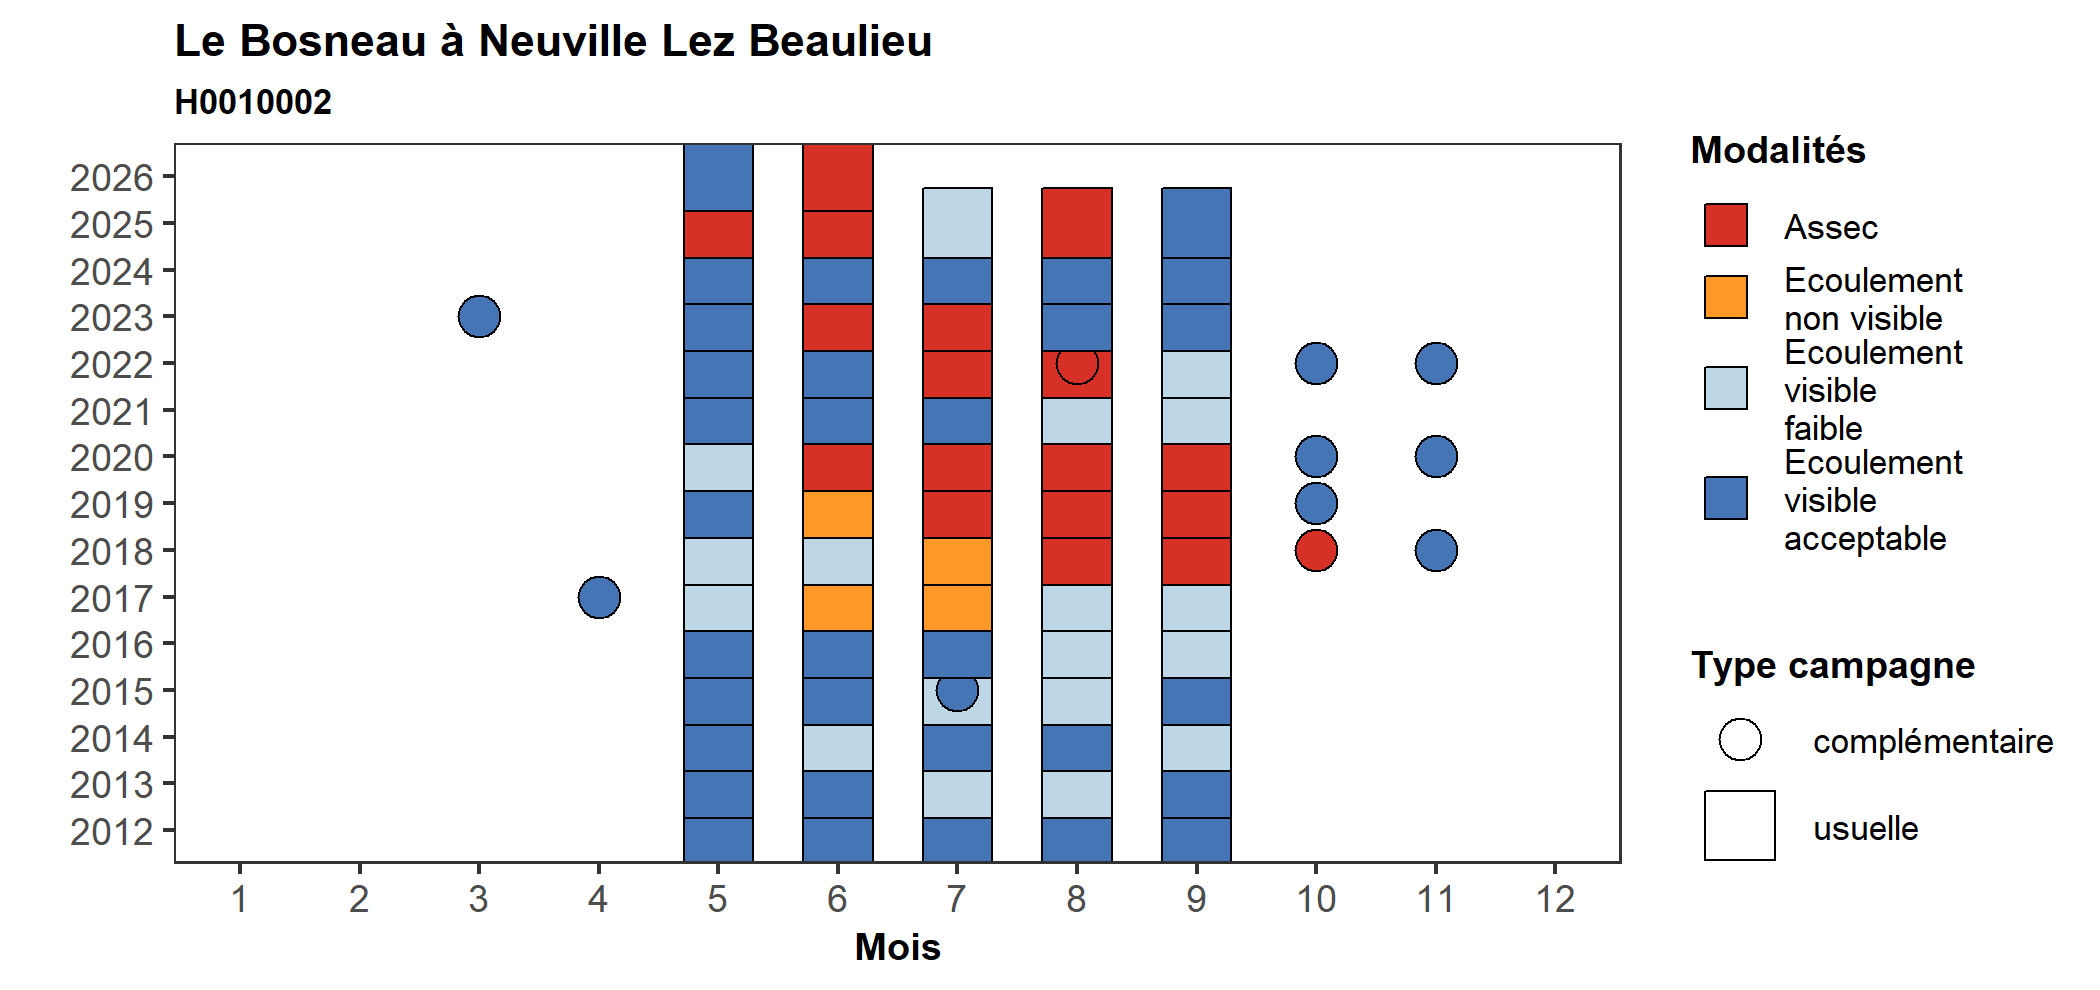 Le Bosneau à Neuville Lez Beaulieu
H0010002
2026
2025
2024
2023
2022
2021
2020
2019
2018
2017
2016
2015
2014
2013
2012
1 2 3 4 5 6 7 8 9 10 11 12
Mois
Modalités
Assec
Ecoulement
non visible
Ecoulement
visible
faible
Ecoulement
visible
acceptable
Type campagne
complémentaire
usuelle